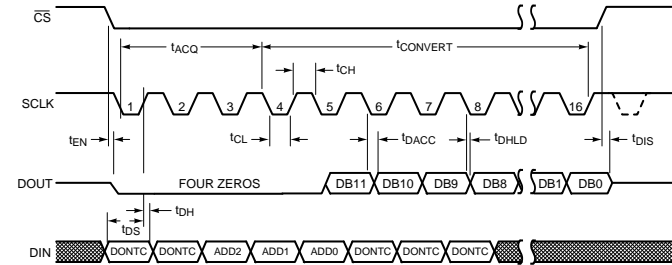 CS
tACQ tCONVERT
tCH
SCLK 1 2 3 4 5 6 7 8 16
tEN tCL tDACC tDHLD tDIS
DOUT FOUR ZEROS DB11 DB10 DB9 DB8 DB1 DB0
tDH
tDS
DIN DONTC DONTC ADD2 ADD1 ADD0 DONTC DONTC DONTC